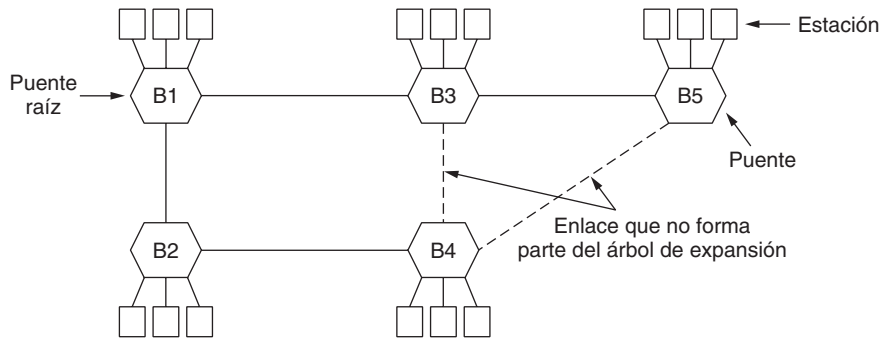 Estación
Puente
raíz
B1
B3
B5
Puente
Enlace que no forma
parte del árbol de expansión
B2
B4